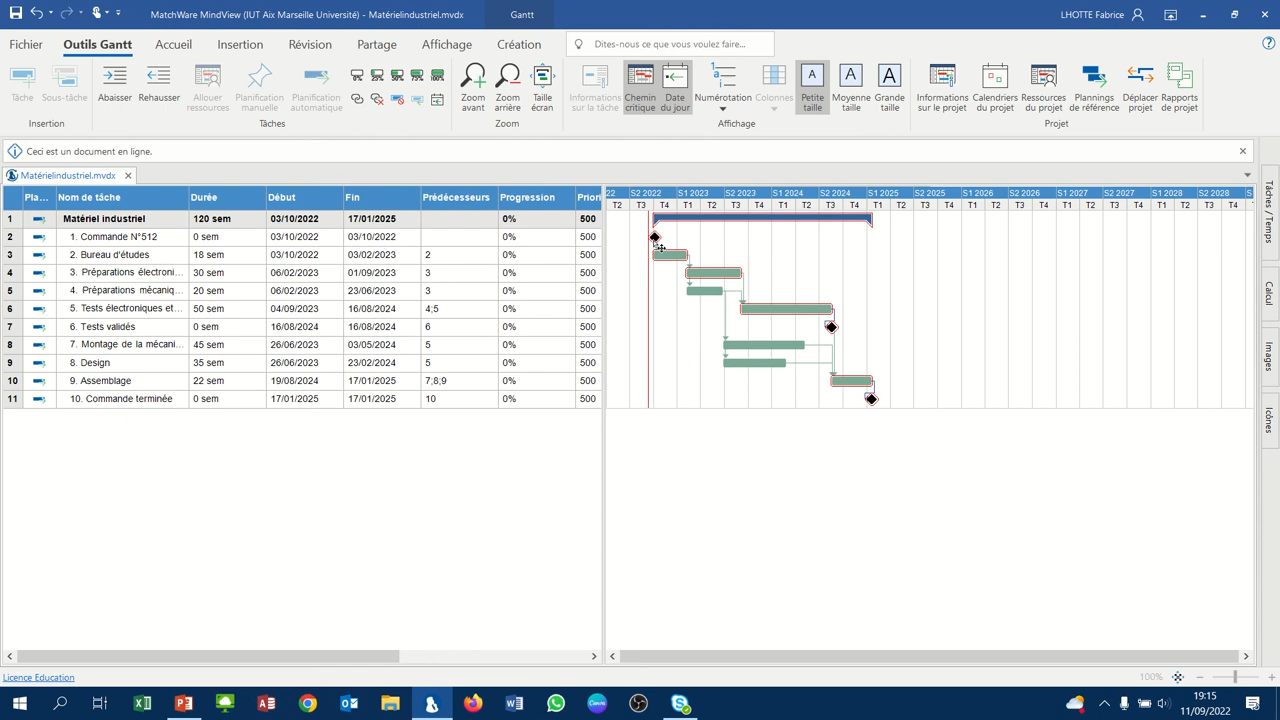 MatchWare MindView (IUT Aix Marseille Université) - Matérielindustriel.mvdx
Gantt
LHOTTE Fabrice
Fichier Outils Gantt Accueil Insertion Révision Partage Affichage Création Dites-nous ce que vous voulez faire...
Tâche Sous-tâche Abaisser Rehausser Allouer ressources Planification manuelle Planification automatique Zoom avant Zoom arrière Taille écran Informations sur la tâche Chemin critique Date du jour Numérotation Colonnes Petite taille Moyenne taille Grande taille Informations sur le projet Calendriers du projet Ressources du projet Plannings de référence Déplacer projet Rapports de projet
Insertion Tâches Zoom Affichage Projet
Ceci est un document en ligne.
Matérielindustriel.mvdx
Pla... Nom de tâche Durée Début Fin Prédécesseurs Progression Priori
22 S2 2022 S1 2023 S2 2023 S1 2024 S2 2024 S1 2025 S2 2025 S1 2026 S2 2026 S1 2027 S2 2027 S1 2028 S2 2028 S
T2 T3 T4 T1 T2 T3 T4 T1 T2 T3 T4 T1 T2 T3 T4 T1 T2 T3 T4 T1 T2 T3 T4 T1 T2 T3 T4
1 Matériel industriel 120 sem 03/10/2022 17/01/2025 0% 500
2 1. Commande N°512 0 sem 03/10/2022 03/10/2022 0% 500
3 2. Bureau d'études 18 sem 03/10/2022 03/02/2023 2 0% 500
4 3. Préparations électroni... 30 sem 06/02/2023 01/09/2023 3 0% 500
5 4. Préparations mécaniq... 20 sem 06/02/2023 23/06/2023 3 0% 500
6 5. Tests électroniques et... 50 sem 04/09/2023 16/08/2024 4;5 0% 500
7 6. Tests validés 0 sem 16/08/2024 16/08/2024 6 0% 500
8 7. Montage de la mécani... 45 sem 26/06/2023 03/05/2024 5 0% 500
9 8. Design 35 sem 26/06/2023 23/02/2024 5 0% 500
10 9. Assemblage 22 sem 19/08/2024 17/01/2025 7;8;9 0% 500
11 10. Commande terminée 0 sem 17/01/2025 17/01/2025 10 0% 500
Tâches / Temps
Calcul
Images
Icônes
Licence Education
100%
19:15
11/09/2022